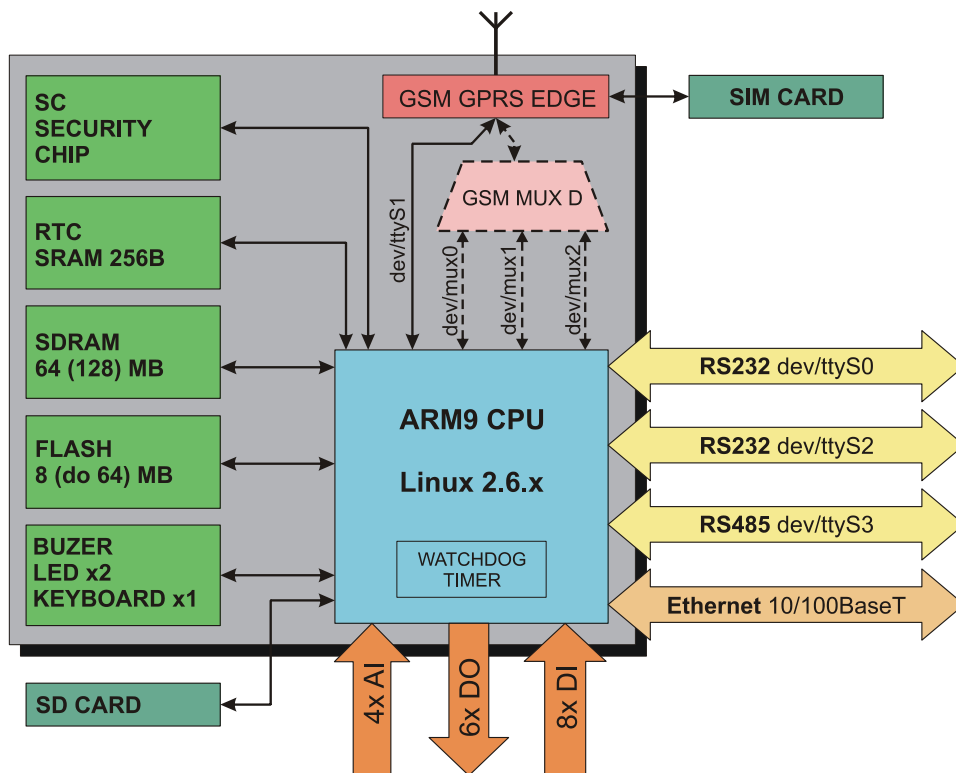 SC
SECURITY
CHIP
RTC
SRAM 256B
SDRAM
64 (128) MB
FLASH
8 (do 64) MB
BUZER
LED x2
KEYBOARD x1
SD CARD
GSM GPRS EDGE
SIM CARD
GSM MUX D
dev/ttyS1
dev/mux0
dev/mux1
dev/mux2
ARM9 CPU
Linux 2.6.x
WATCHDOG
TIMER
RS232 dev/ttyS0
RS232 dev/ttyS2
RS485 dev/ttyS3
Ethernet 10/100BaseT
4x AI
6x DO
8x DI